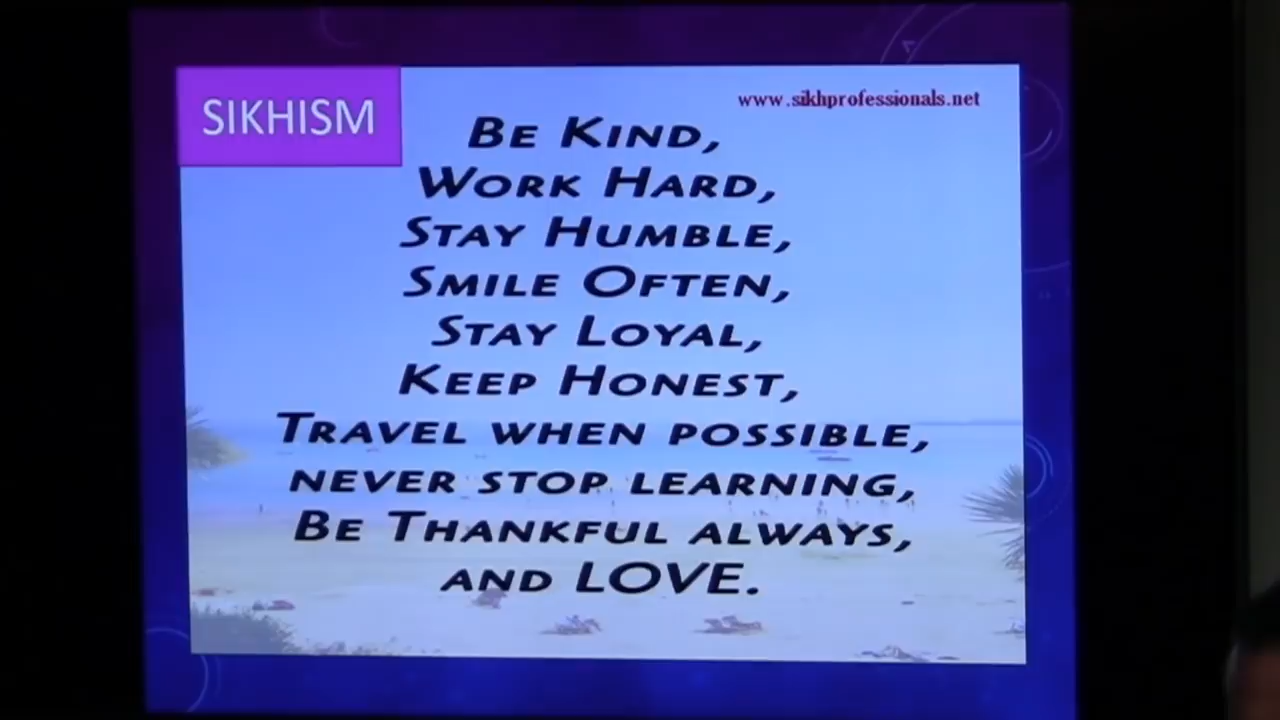 SIKHISM
www.sikhprofessionals.net
BE KIND,
WORK HARD,
STAY HUMBLE,
SMILE OFTEN,
STAY LOYAL,
KEEP HONEST,
TRAVEL WHEN POSSIBLE,
NEVER STOP LEARNING,
BE THANKFUL ALWAYS,
AND LOVE.